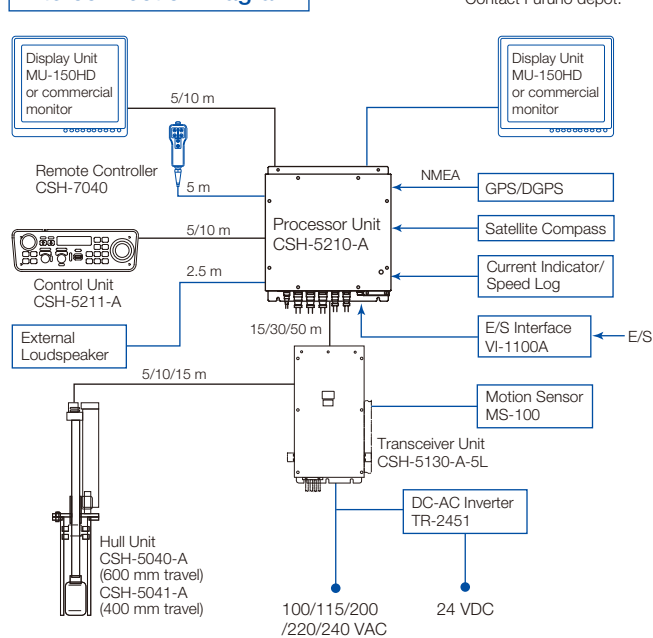 Contact Furuno depot.
Display Unit
MU-150HD
or commercial
monitor
Display Unit
MU-150HD
or commercial
monitor
5/10 m
Remote Controller
CSH-7040
5 m
NMEA
GPS/DGPS
Processor Unit
CSH-5210-A
Satellite Compass
5/10 m
Control Unit
CSH-5211-A
2.5 m
Current Indicator/
Speed Log
External
Loudspeaker
15/30/50 m
E/S Interface
VI-1100A
E/S
5/10/15 m
Motion Sensor
MS-100
Transceiver Unit
CSH-5130-A-5L
DC-AC Inverter
TR-2451
Hull Unit
CSH-5040-A
(600 mm travel)
CSH-5041-A
(400 mm travel)
100/115/200
/220/240 VAC
24 VDC